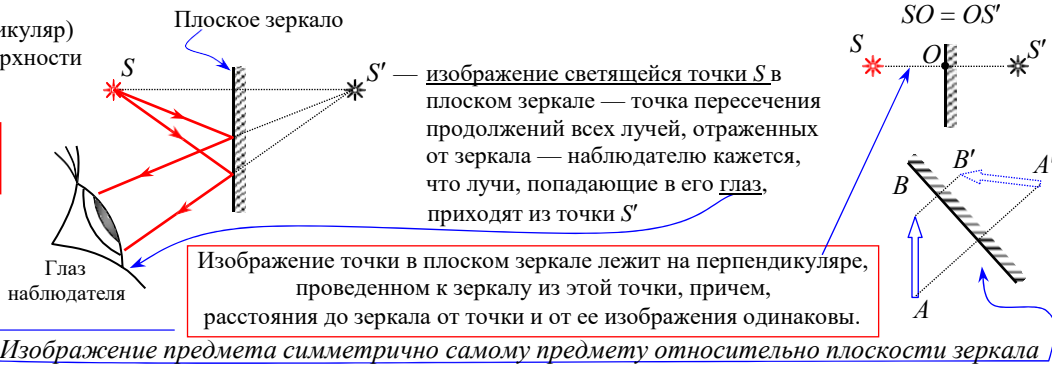 икуляр)
рхности
Плоское зеркало
S
S′ — изображение светящейся точки S в
плоском зеркале — точка пересечения
продолжений всех лучей, отраженных
от зеркала — наблюдателю кажется,
что лучи, попадающие в его глаз,
приходят из точки S′
Глаз
наблюдателя
SO = OS′
S
O
S′
B
B′
A′
A
Изображение точки в плоском зеркале лежит на перпендикуляре,
проведенном к зеркалу из этой точки, причем,
расстояния до зеркала от точки и от ее изображения одинаковы.
Изображение предмета симметрично самому предмету относительно плоскости зеркала